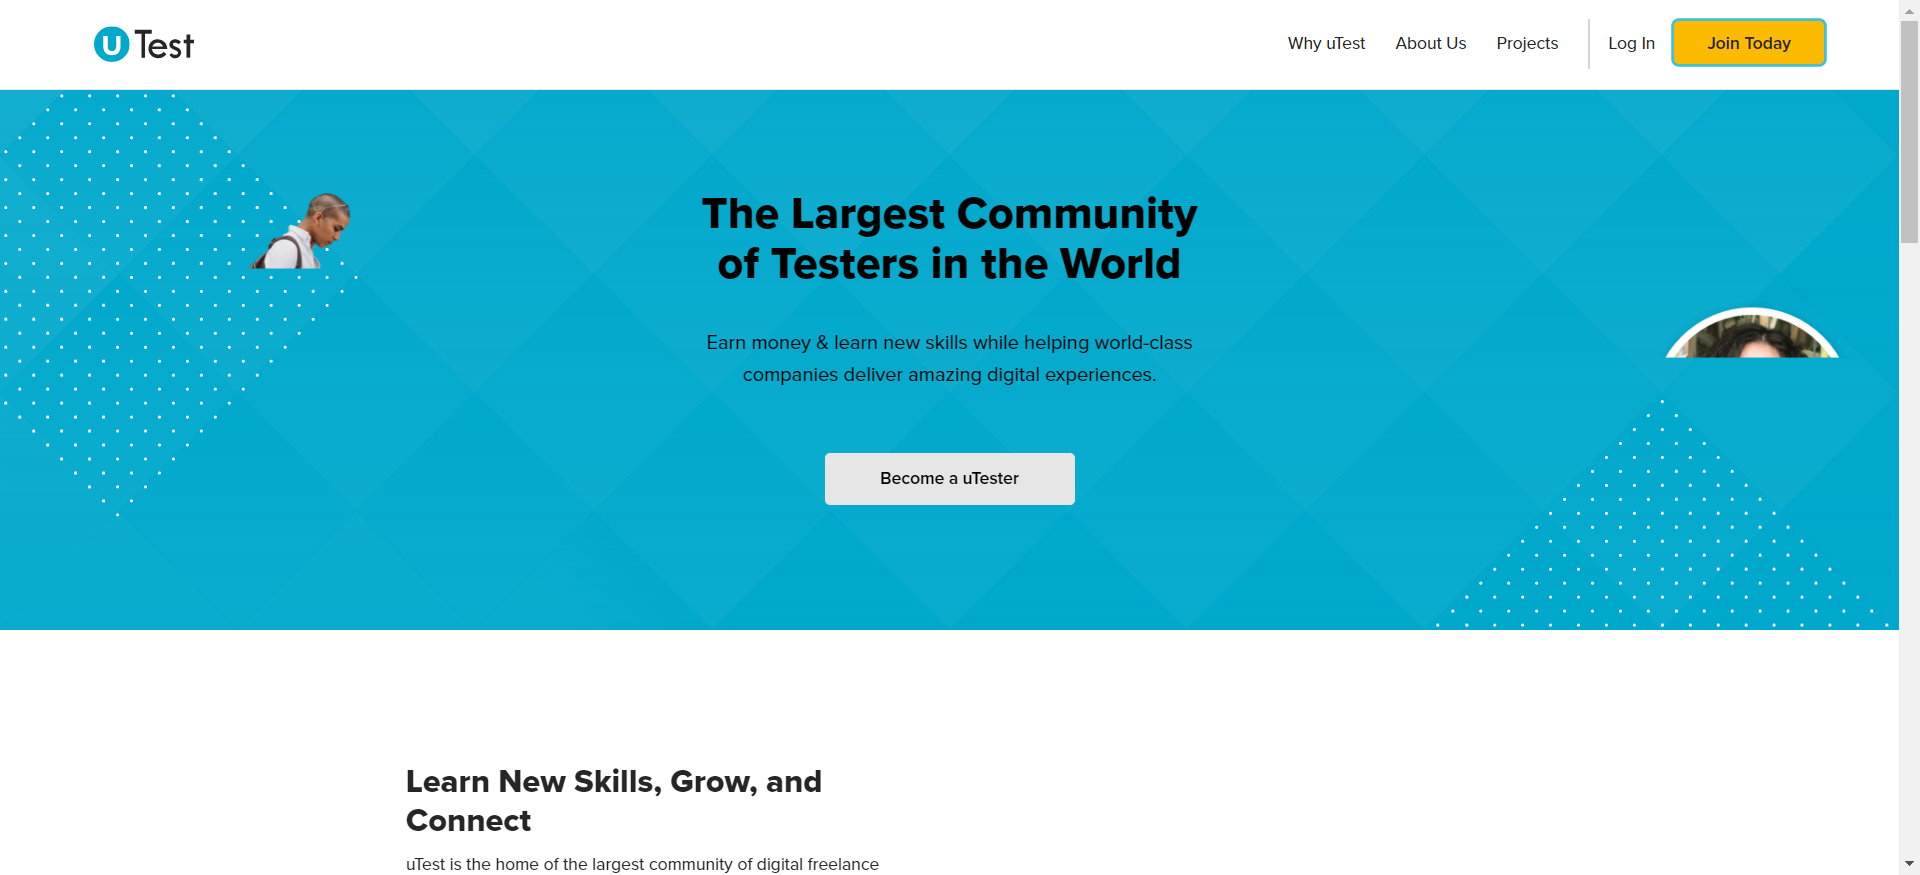 uTest
Why uTest
About Us
Projects
Log In
Join Today
The Largest Community
of Testers in the World
Earn money & learn new skills while helping world-class
companies deliver amazing digital experiences.
Become a uTester
Learn New Skills, Grow, and
Connect
uTest is the home of the largest community of digital freelance